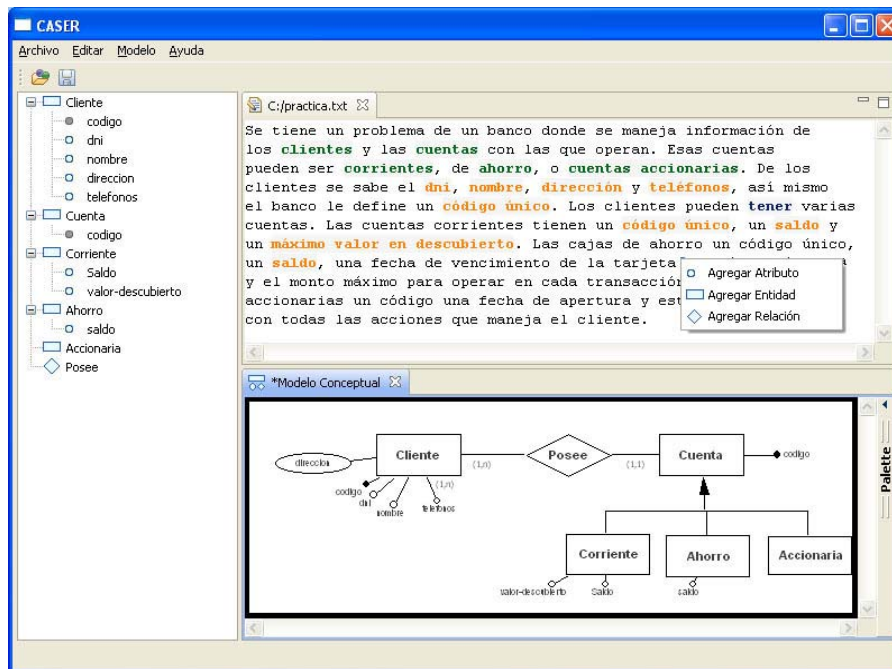 CASER
Archivo Editar Modelo Ayuda
Cliente
codigo
dni
nombre
direccion
telefonos
Cuenta
codigo
Corriente
Saldo
valor-descubierto
Ahorro
saldo
Accionaria
Posee
C:/practica.txt
Se tiene un problema de un banco donde se maneja información de
los clientes y las cuentas con las que operan. Esas cuentas
pueden ser corrientes, de ahorro, o cuentas accionarias. De los
clientes se sabe el dni, nombre, dirección y teléfonos, así mismo
el banco le define un código único. Los clientes pueden tener varias
cuentas. Las cuentas corrientes tienen un código único, un saldo y
un máximo valor en descubierto. Las cajas de ahorro un código único,
un saldo, una fecha de vencimiento de la tarjeta
y el monto máximo para operar en cada transacción
accionarias un código una fecha de apertura y est
con todas las acciones que maneja el cliente.
Agregar Atributo
Agregar Entidad
Agregar Relación
*Modelo Conceptual
Palette
direccion
Cliente
(1,n)
Posee
(1,1)
Cuenta
codigo
codigo
dni
nombre
(1,n)
telefonos
Corriente
Ahorro
Accionaria
valor-descubierto
Saldo
saldo